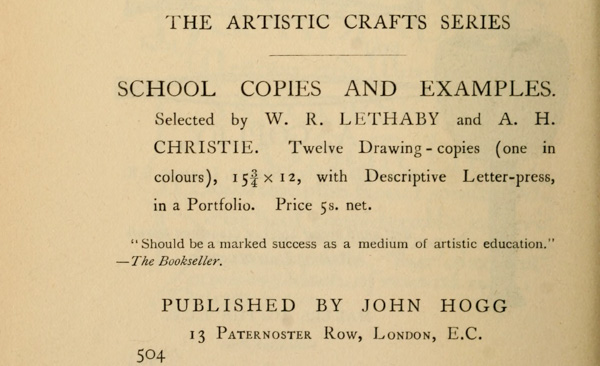 THE ARTISTIC CRAFTS SERIES
SCHOOL COPIES AND EXAMPLES.
Selected by W. R. LETHABY and A. H.
CHRISTIE. Twelve Drawing-copies (one in
colours), 15¾ × 12, with Descriptive Letter-press,
in a Portfolio. Price 5s. net.
"Should be a marked success as a medium of artistic education."
—The Bookseller.
PUBLISHED BY JOHN HOGG
13 PATERNOSTER ROW, LONDON, E.C.
504